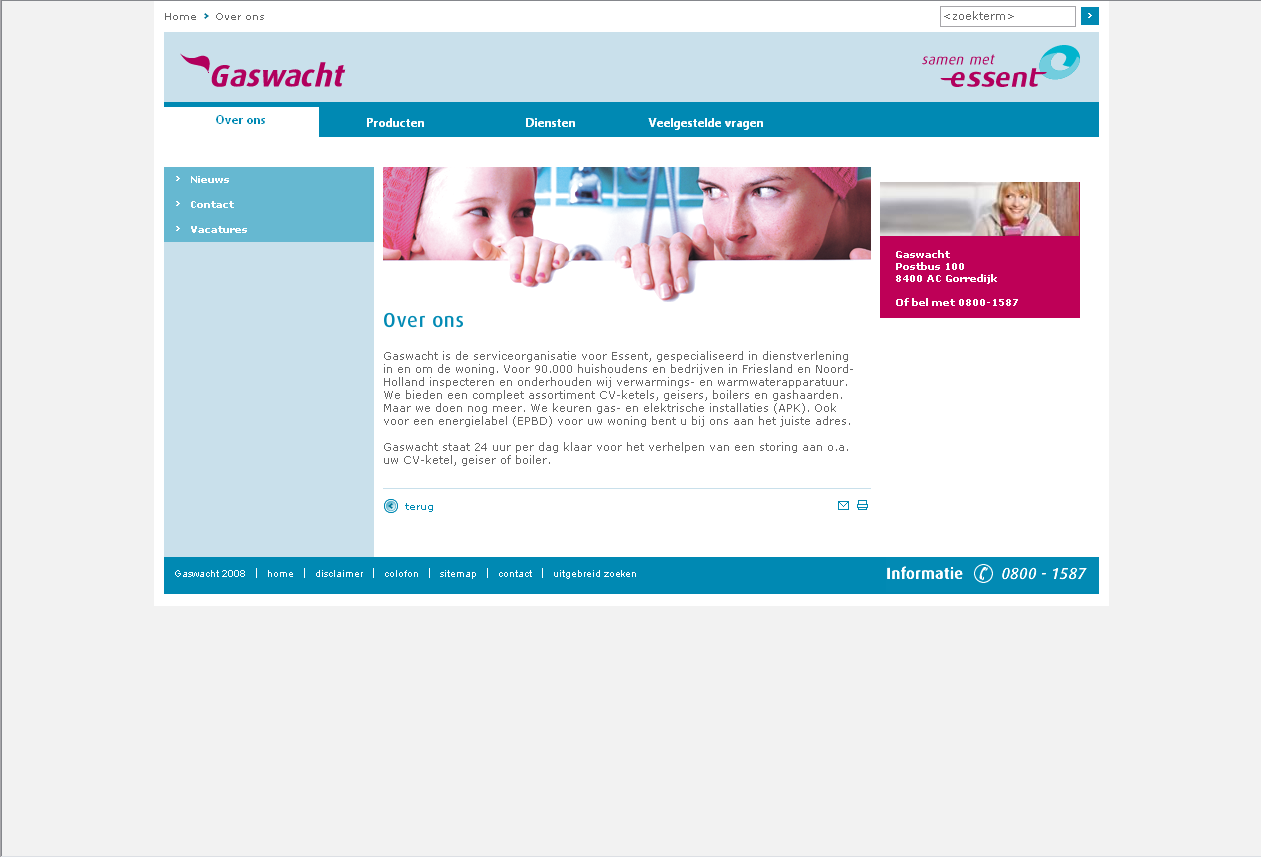 Home > Over ons
<zoekterm>
Gaswacht
samen met
essent
Over ons
Producten
Diensten
Veelgestelde vragen
Nieuws
Contact
Vacatures
Gaswacht
Postbus 100
8400 AC Gorredijk
Of bel met 0800-1587
Over ons
Gaswacht is de serviceorganisatie voor Essent, gespecialiseerd in dienstverlening
in en om de woning. Voor 90.000 huishoudens en bedrijven in Friesland en Noord-
Holland inspecteren en onderhouden wij verwarmings- en warmwaterapparatuur.
We bieden een compleet assortiment CV-ketels, geisers, boilers en gashaarden.
Maar we doen nog meer. We keuren gas- en elektrische installaties (APK). Ook
voor een energielabel (EPBD) voor uw woning bent u bij ons aan het juiste adres.
Gaswacht staat 24 uur per dag klaar voor het verhelpen van een storing aan o.a.
uw CV-ketel, geiser of boiler.
terug
Gaswacht 2008 | home | disclaimer | colofon | sitemap | contact | uitgebreid zoeken
Informatie 0800 - 1587